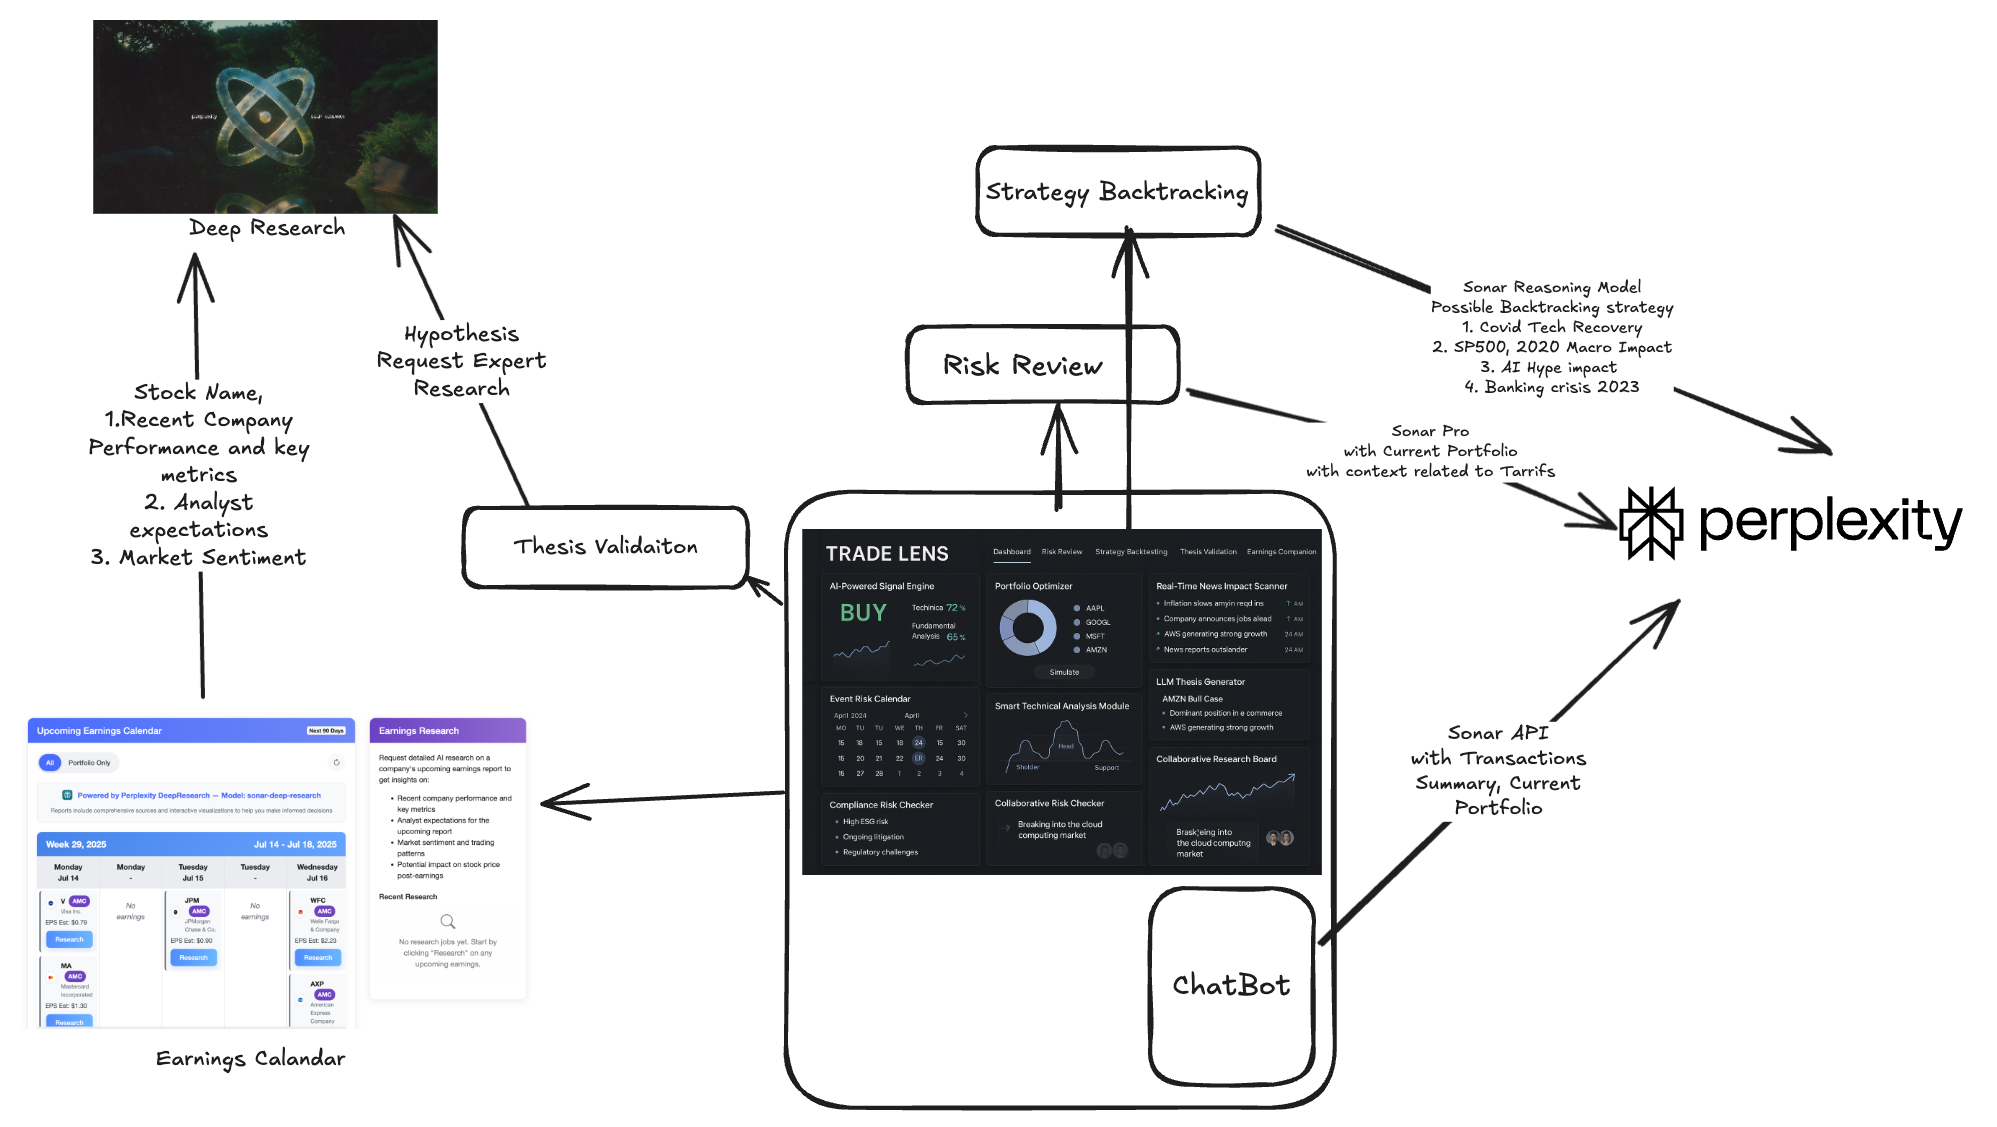 perplexity
Deep Research
Hypothesis
Request Expert
Research
Stock Name,
1.Recent Company
Performance and key
metrics
2. Analyst
expectations
3. Market Sentiment
Thesis Validaiton
Strategy Backtracking
Risk Review
Sonar Reasoning Model
Possible Backtracking strategy
1. Covid Tech Recovery
2. SP500, 2020 Macro Impact
3. AI Hype impact
4. Banking crisis 2023
Sonar Pro
with Current Portfolio
with context related to Tarrifs
perplexity
Sonar API
with Transactions
Summary, Current
Portfolio
ChatBot
TRADE LENS
Dashboard Risk Review Strategy Backtesting Thesis Validation Earnings Companion
AI-Powered Signal Engine
BUY
Techinica 72 %
Fundamental
Analysis 65 %
Portfolio Optimizer
AAPL
GOOGL
MSFT
AMZN
Simulate
Real-Time News Impact Scanner
Inflation slows amyin reqd ins ↑ AM
Company announces jobs alead ↑ AM
AWS generating strong growth 24 AM
News reports outslander 24 AM
Event Risk Calendar
April 2024 April >
MO TU TU WE TH FR SAT
15 18 15 18 24 15 30
15 20 21 22 ER 24 30
15 27 28 1 2 3 4
Smart Technical Analysis Module
Head
Sholder Support
LLM Thesis Generator
AMZN Bull Case
Dominant position in e commerce
AWS generating strong growth
Collaborative Research Board
Braskjeing into
the cloud computng
market
Compliance Risk Checker
High ESG risk
Ongoing litigation
Regulatory challenges
Collaborative Risk Checker
Breaking into the cloud
computing market
Upcoming Earnings Calendar Next 90 Days
All Portfolio Only
Powered by Perplexity DeepResearch — Model: sonar-deep-research
Reports include comprehensive sources and interactive visualizations to help you make informed decisions
Week 29, 2025 Jul 14 - Jul 18, 2025
Monday Monday Tuesday Tuesday Wednesday
Jul 14 - Jul 15 - Jul 16
V AMC
Visa Inc.
EPS Est: $0.79
Research
MA
AMC
Mastercard
Incorporated
EPS Est: $1.30
Research
No
earnings
JPM
AMC
JPMorgan
Chase & Co.
EPS Est: $0.90
Research
No
earnings
WFC
AMC
Wells Fargo
& Company
EPS Est: $2.23
Research
AXP
AMC
American
Express
Company
Earnings Research
Request detailed AI research on a
company's upcoming earnings report to
get insights on:
• Recent company performance and
key metrics
• Analyst expectations for the
upcoming report
• Market sentiment and trading
patterns
• Potential impact on stock price
post-earnings
Recent Research
No research jobs yet. Start by
clicking "Research" on any
upcoming earnings.
Earnings Calandar